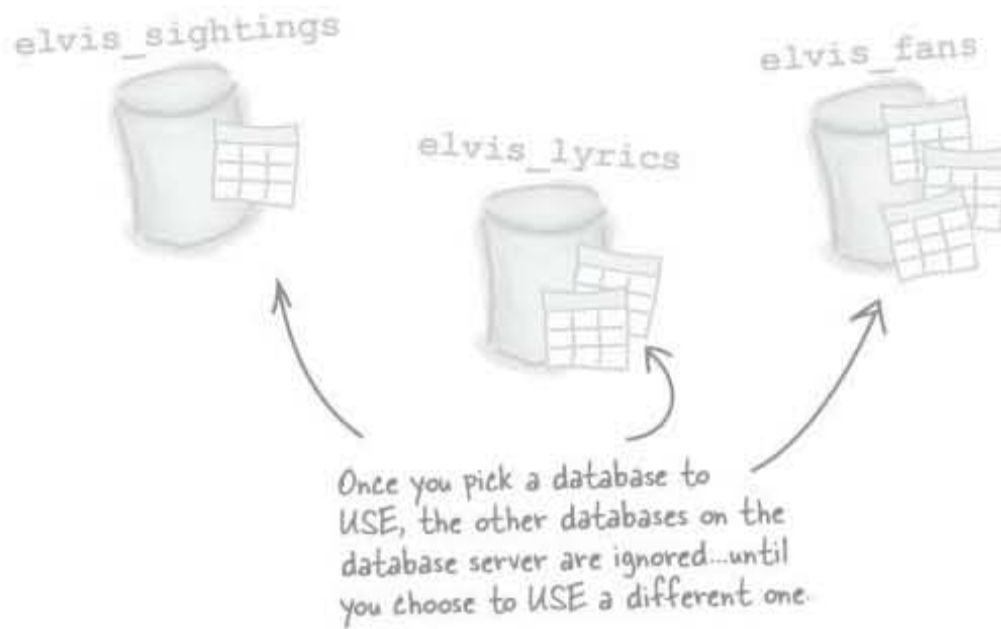 elvis_sightings
elvis_fans
elvis_lyrics
Once you pick a database to
USE, the other databases on the
database server are ignored...until
you choose to USE a different one.